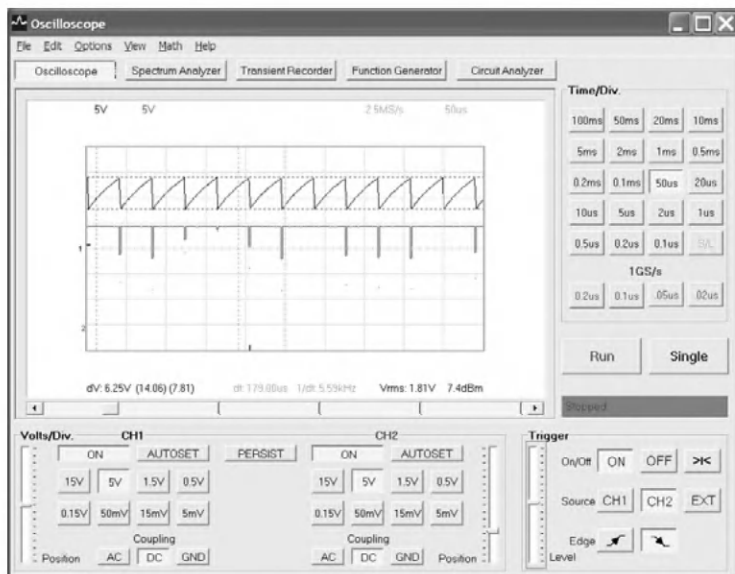 Oscilloscope
File Edit Options View Math Help
Oscilloscope Spectrum Analyzer Transient Recorder Function Generator Circuit Analyzer
5V 5V 2.5MS/s 50us
1
2
dV: 6.25V (14.06) (7.81) dt: 179.00us 1/dt: 5.59kHz Vrms: 1.81V 7.4dBm
Time/Div.
100ms 50ms 20ms 10ms
5ms 2ms 1ms 0.5ms
0.2ms 0.1ms 50us 20us
10us 5us 2us 1us
0.5us 0.2us 0.1us S/L
1GS/s
0.2us 0.1us .05us .02us
Run Single
Stopped
Volts/Div. CH1 CH2
ON AUTOSET PERSIST ON AUTOSET
15V 5V 1.5V 0.5V 15V 5V 1.5V 0.5V
0.15V 50mV 15mV 5mV 0.15V 50mV 15mV 5mV
Coupling Coupling
Position AC DC GND AC DC GND Position
Trigger
On/Off ON OFF
Source CH1 CH2 EXT
Edge
Level